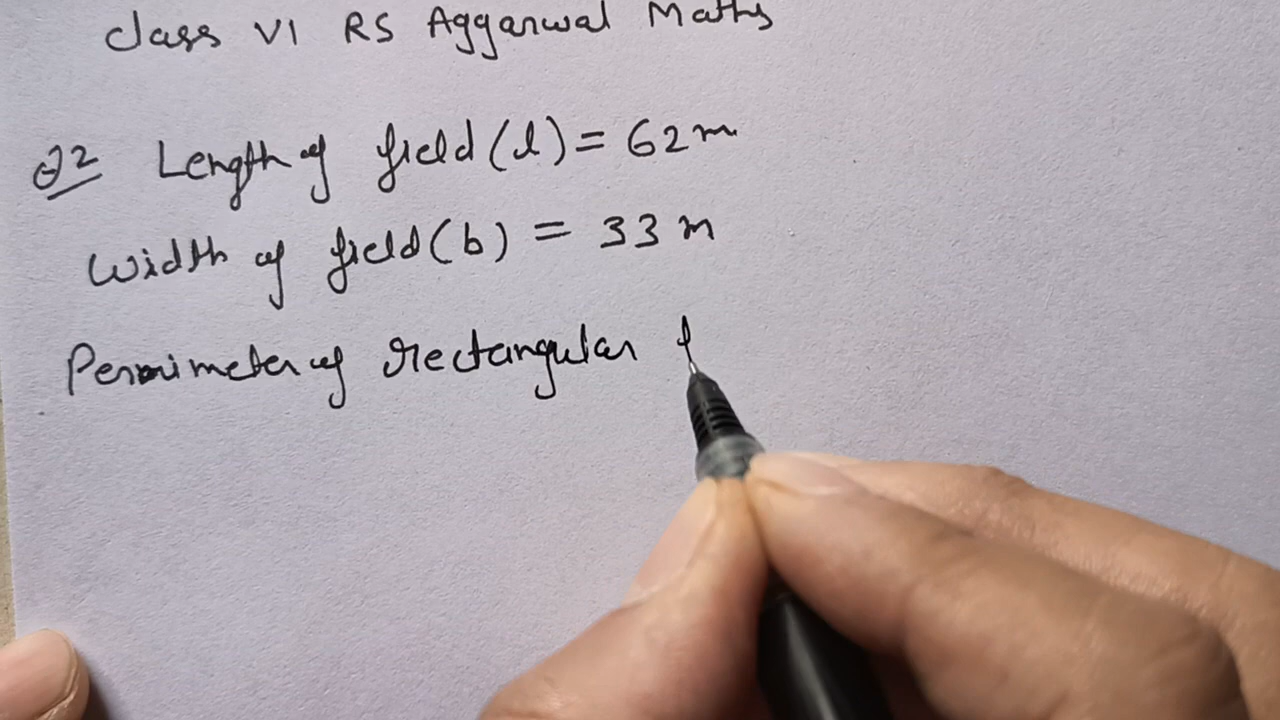 Class VI RS Aggarwal Maths
Q2 Length of field (l) = 62 m
Width of field (b) = 33 m
Perimeter of rectangular f